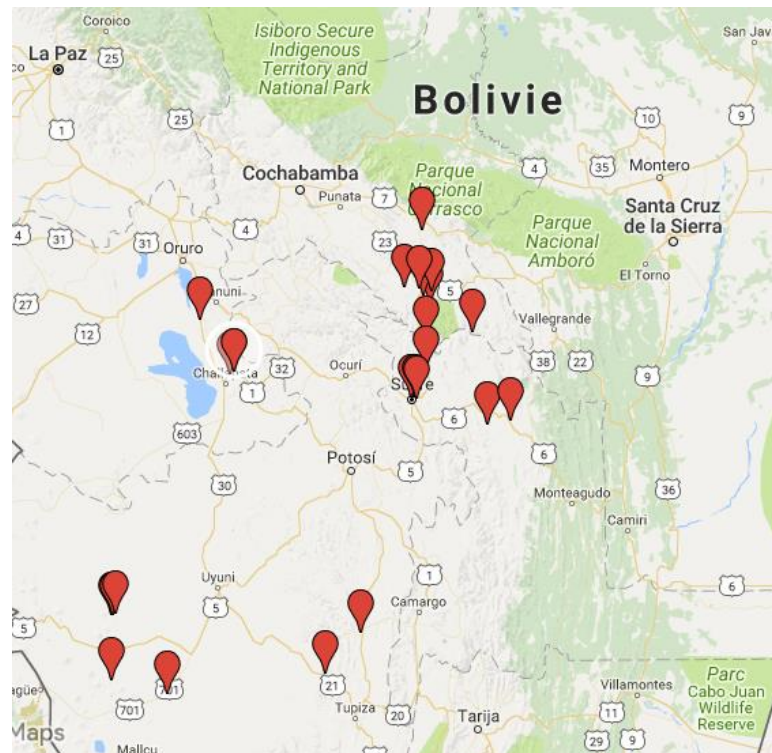 Coroico
La Paz
25
Isiboro Secure
Indigenous
Territory and
National Park
San Jav
Bolivie
1
25
10
9
4
35
Montero
Cochabamba
Punata
7
Parque
Nacional
Carrasco
Santa Cruz
de la Sierra
4
31
31
4
Oruro
23
Parque
Nacional
Amboró
El Torno
27
5
12
Vallegrande
38
22
32
Ocurí
1
Sucre
9
603
6
6
Potosí
5
36
30
Monteagudo
Camiri
Uyuni
5
1
6
Camargo
5
21
701
701
Tupiza
20
Tarija
Villamontes
11
29
9
Parc
Cabo Juan
Wildlife
Reserve
Maps
Mallcu